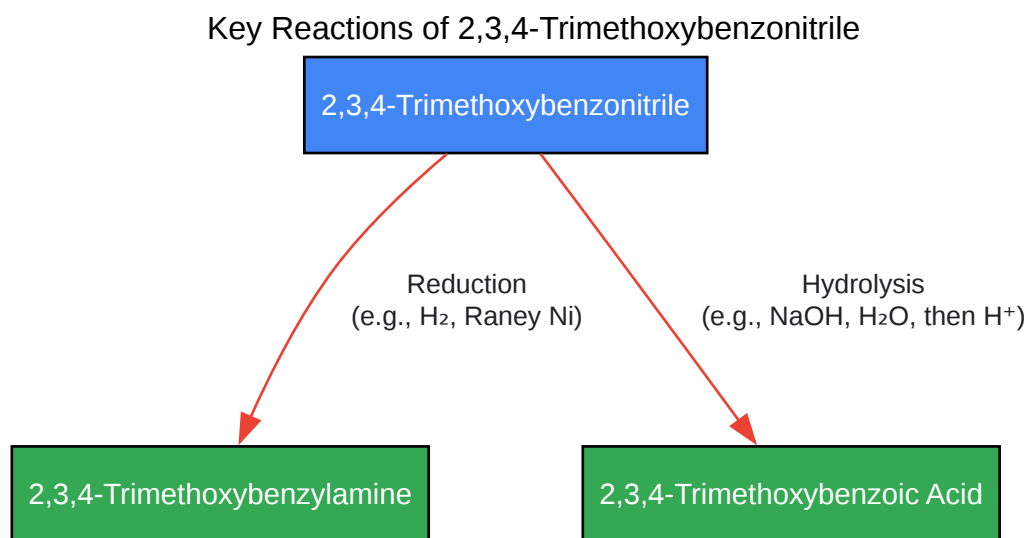 Key Reactions of 2,3,4-Trimethoxybenzonitrile
2,3,4-Trimethoxybenzonitrile
Reduction
(e.g., H₂, Raney Ni)
Hydrolysis
(e.g., NaOH, H₂O, then H⁺)
2,3,4-Trimethoxybenzylamine
2,3,4-Trimethoxybenzoic Acid